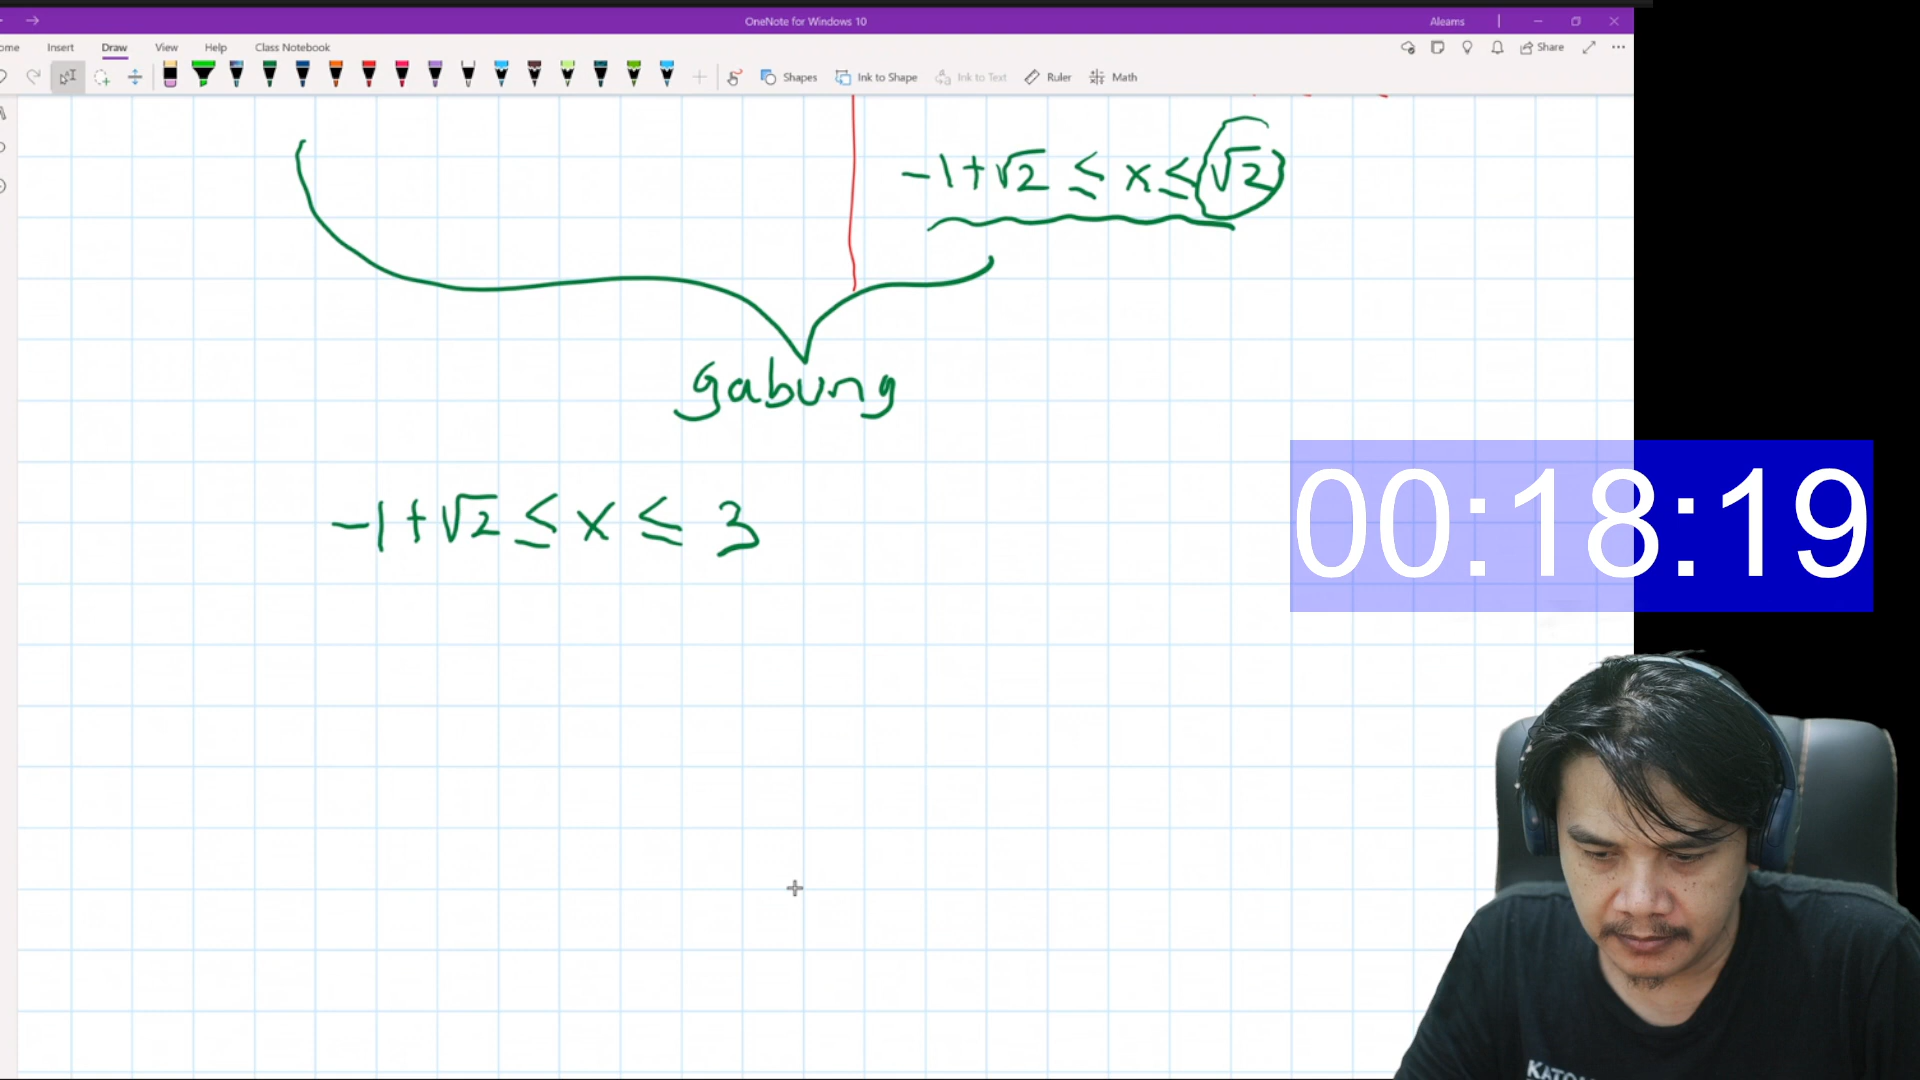 OneNote for Windows 10
Aleams
Insert Draw View Help Class Notebook
Share
Shapes Ink to Shape Ink to Text Ruler Math
-1+√2 ≤ x ≤ √2
gabung
-1+√2 ≤ x ≤ 3
00:18:19